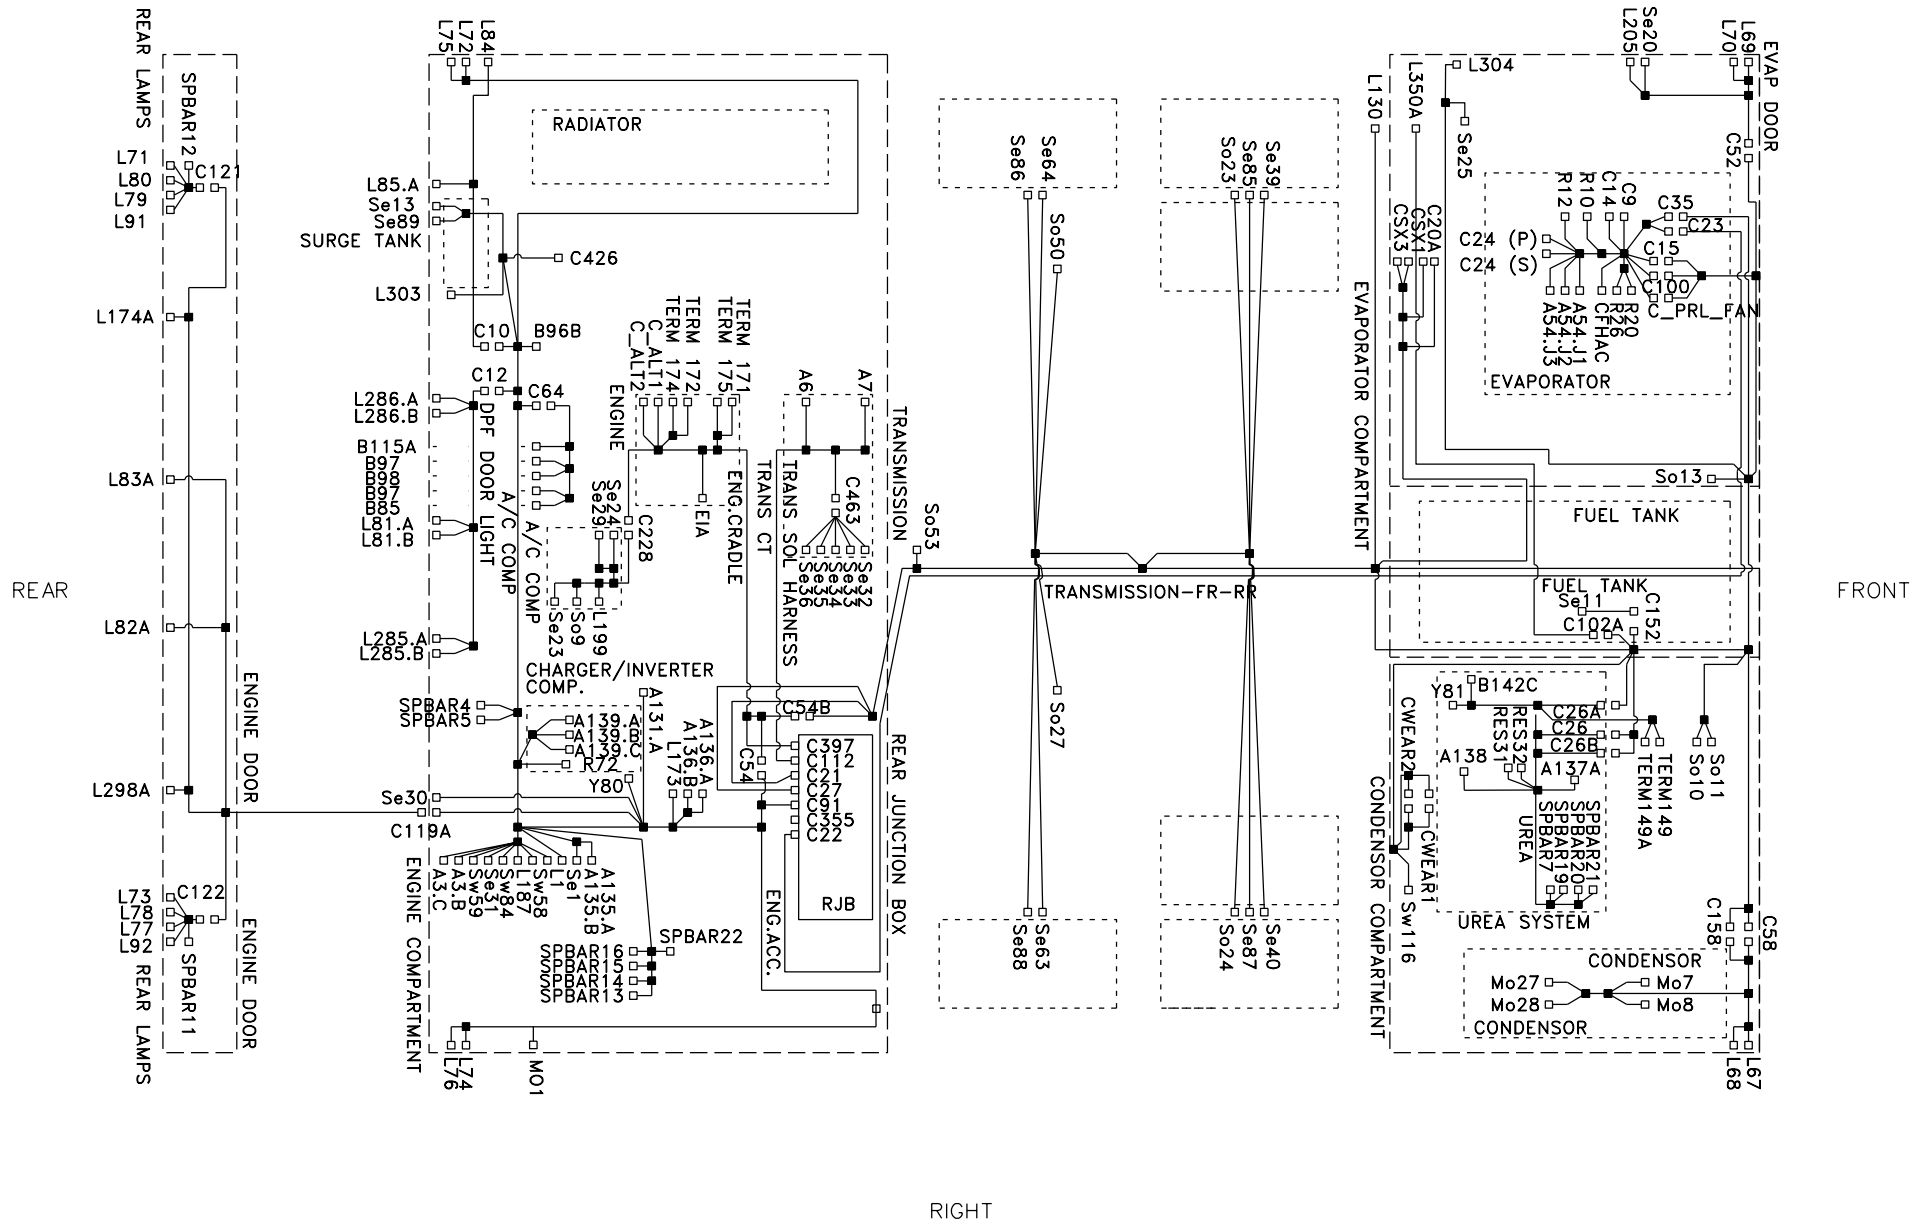 REAR LAMPS
SPBAR12
L71
L80
L79
L91
C121
L174A
L83A
L82A
L298A
ENGINE DOOR
L73
L78
L77
L92
C122
SPBAR11
ENGINE DOOR
REAR LAMPS
REAR
L75
L72
L84
RADIATOR
L85.A
Se13
Se89
SURGE TANK
C426
L303
C10
B96B
C12
C64
L286.A
L286.B
B115A
B97
B98
B97
B85
L81.A
L81.B
DPF DOOR LIGHT
A/C COMP
A/C COMP
L285.A
L285.B
SPBAR4
SPBAR5
ENGINE
C_ALT2
C_ALT1
TERM 174
TERM 172
TERM 175
TERM 171
EIA
Se29
Se24
C228
Se23
So9
L199
ENG.CRADLE
TRANS CT
TRANS SOL HARNESS
A6
A7
C463
Se36
Se35
Se34
Se33
Se32
TRANSMISSION
So53
CHARGER/INVERTER
COMP.
A131.A
A139.A
A139.B
A139.C
R72
Y80
L173
A136.B
A136.A
C54B
C54
C397
C112
C21
C27
C91
C355
C22
RJB
REAR JUNCTION BOX
Se30
C119A
ENGINE COMPARTMENT
A3.C
A3.B
Sw59
Se31
Sw84
L187
Sw58
L1
Se1
A135.B
A135.A
SPBAR22
SPBAR16
SPBAR15
SPBAR14
SPBAR13
ENG.ACC.
L76
L74
MO1
Se86
Se64
So50
So23
Se85
Se39
TRANSMISSION-FR-RR
So27
Se88
Se63
So24
Se87
Se40
EVAPORATOR COMPARTMENT
L130
L350A
L304
Se25
CSX3
CSX1
C20A
L205
Se20
L70
L69
EVAP DOOR
C52
R12
R10
C14
C9
C35
C23
C24 (P)
C24 (S)
C15
C100
C_PRL_FAN
A54.J3
A54.J2
A54.J1
CFHAC
R26
R20
EVAPORATOR
So13
FUEL TANK
FUEL TANK
Se11
C102A
C152
B142C
Y81
RES31
RES32
C26A
C26
C26B
A138
A137A
TERM149A
TERM149
So10
So11
CWEAR2
CWEAR1
UREA
SPBAR7
SPBAR19
SPBAR20
SPBAR21
UREA SYSTEM
Sw116
CONDENSOR COMPARTMENT
C158
C58
CONDENSOR
Mo27
Mo28
Mo7
Mo8
CONDENSOR
L68
L67
FRONT
RIGHT